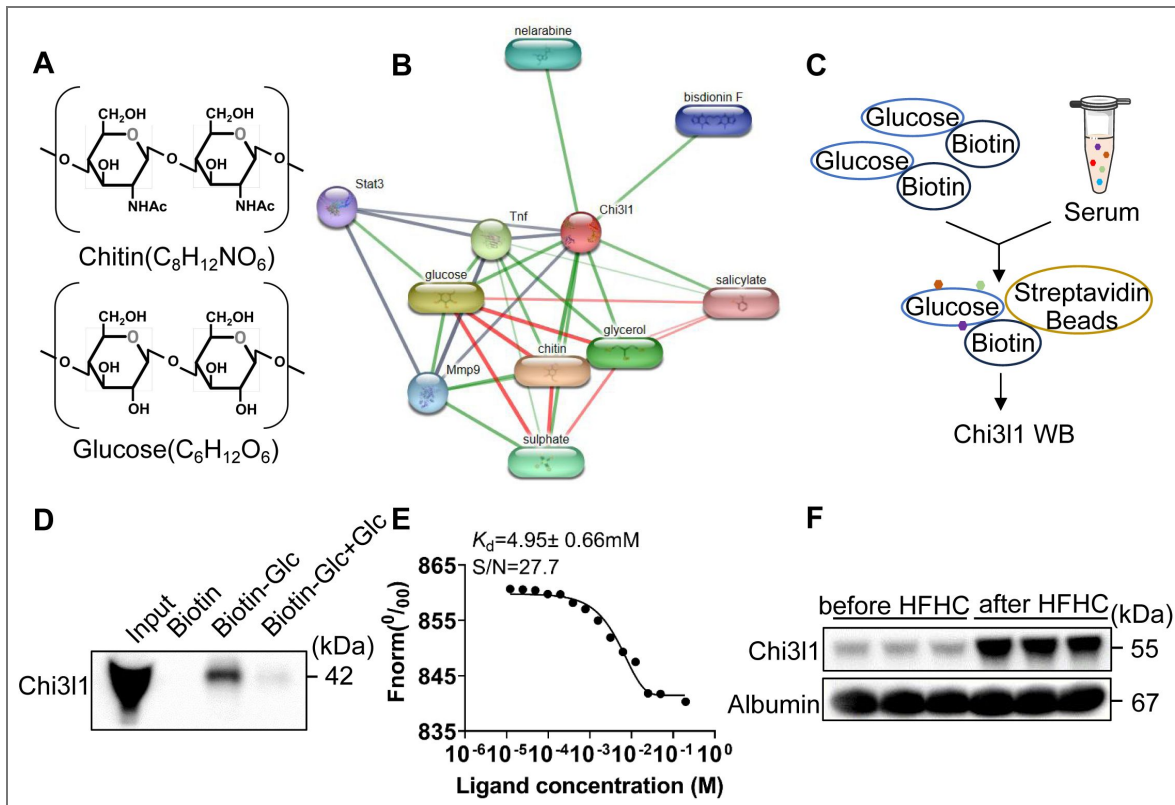 A
CH₂OH
CH₂OH
O
O
O
O
O
OH
OH
NHAc
NHAc
Chitin(C₈H₁₂NO₆)
CH₂OH
CH₂OH
O
O
O
O
O
OH
OH
OH
OH
Glucose(C₆H₁₂O₆)
B
nelarabine
bisdionin F
Stat3
Tnf
Chi3l1
glucose
salicylate
glycerol
chitin
Mmp9
sulphate
C
Glucose
Biotin
Glucose
Biotin
Serum
Glucose
Streptavidin
Beads
Biotin
Chi3l1 WB
D
Input
Biotin
Biotin-Glc
Biotin-Glc+Glc
(kDa)
Chi3l1
42
E
Kd=4.95± 0.66mM
S/N=27.7
865
855
845
835
Fnorm(⁰/₀₀)
10⁻⁶ 10⁻⁵ 10⁻⁴ 10⁻³ 10⁻² 10⁻¹ 10⁰
Ligand concentration (M)
F
before HFHC after HFHC (kDa)
Chi3l1 55
Albumin 67